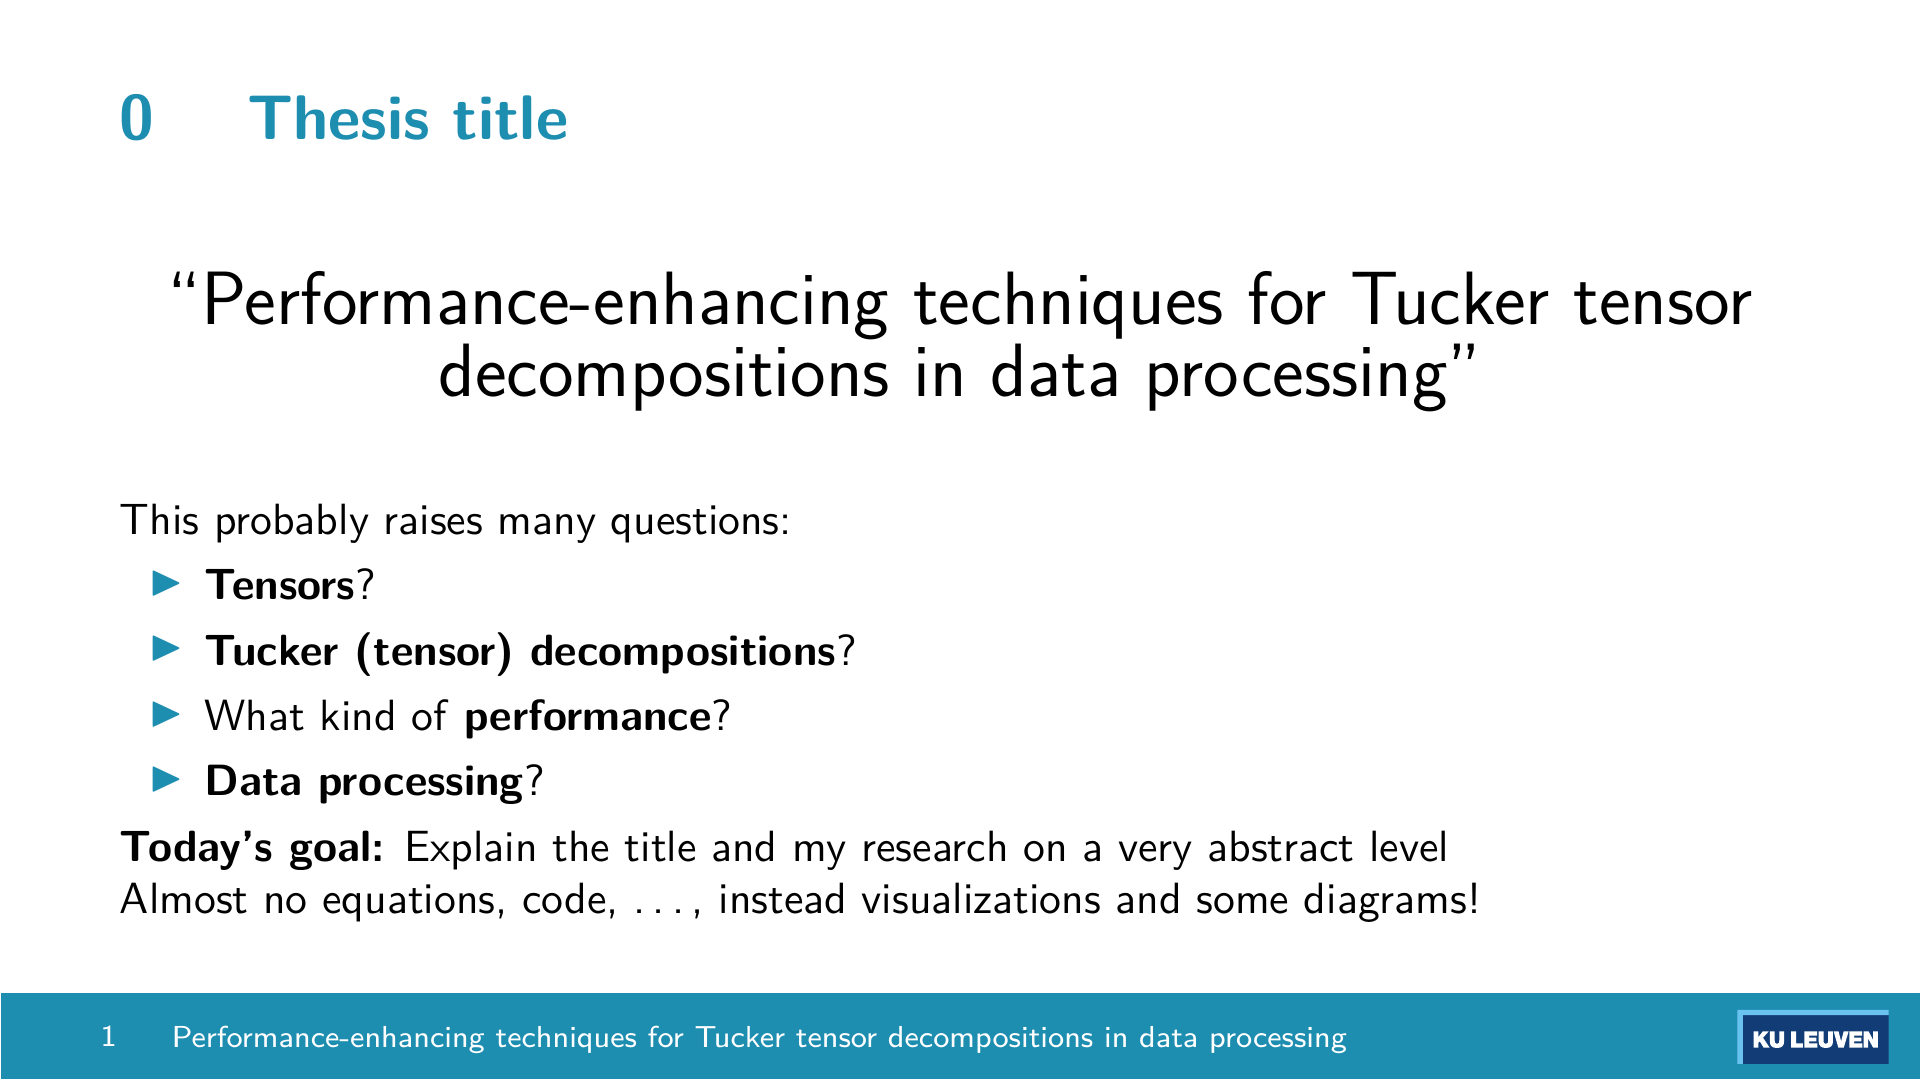 0 Thesis title
“Performance-enhancing techniques for Tucker tensor
decompositions in data processing”
This probably raises many questions:
▶ Tensors?
▶ Tucker (tensor) decompositions?
▶ What kind of performance?
▶ Data processing?
Today’s goal: Explain the title and my research on a very abstract level
Almost no equations, code, . . . , instead visualizations and some diagrams!
1 Performance-enhancing techniques for Tucker tensor decompositions in data processing
KU LEUVEN